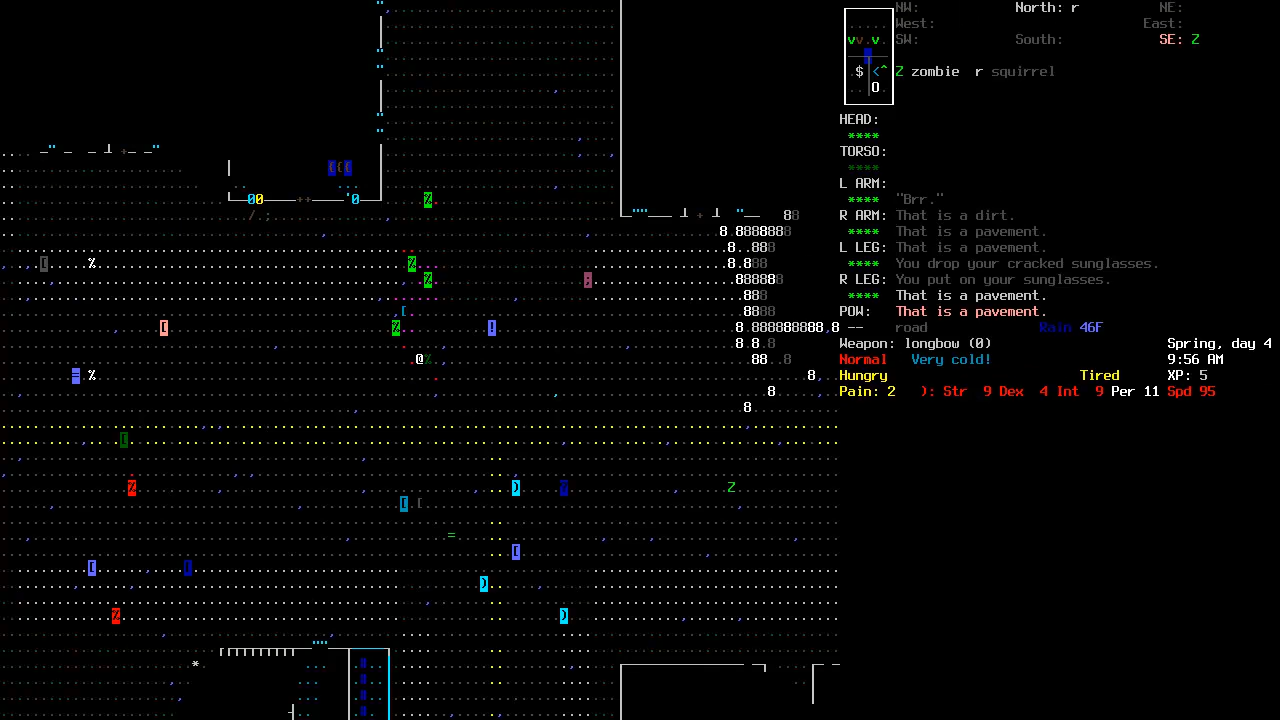 NW: North: r NE:
West: East:
SW: South: SE: Z
Z zombie r squirrel
HEAD:
****
TORSO:
****
L ARM:
**** "Brr."
R ARM: That is a dirt.
**** That is a pavement.
L LEG: That is a pavement.
**** You drop your cracked sunglasses.
R LEG: You put on your sunglasses.
**** That is a pavement.
POW: That is a pavement.
-- road Rain 46F
Weapon: longbow (0) Spring, day 4
Normal Very cold! 9:56 AM
Hungry Tired XP: 5
Pain: 2 ): Str 9 Dex 4 Int 9 Per 11 Spd 95